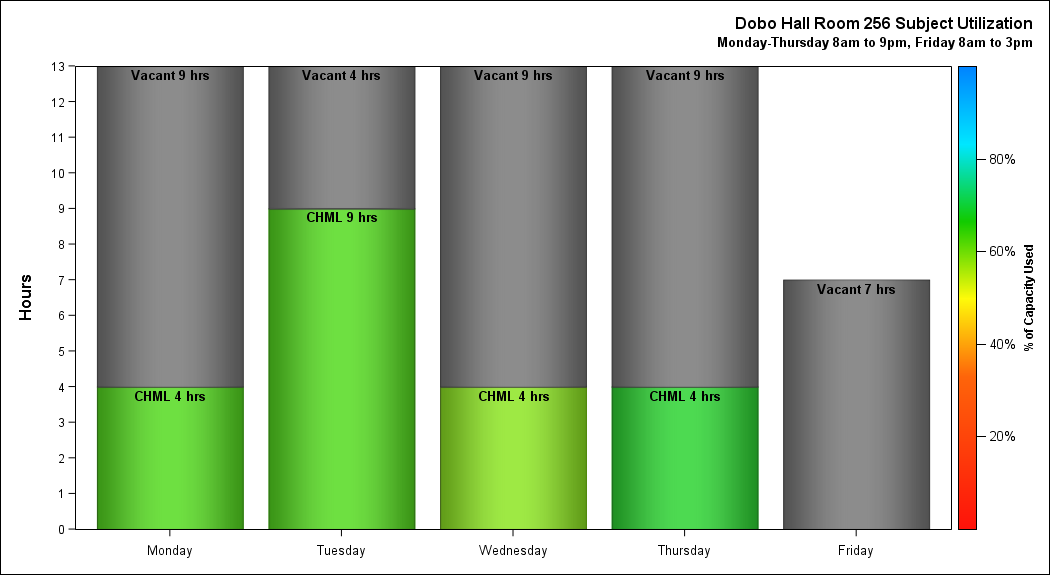 Dobo Hall Room 256 Subject Utilization
Monday-Thursday 8am to 9pm, Friday 8am to 3pm
Hours
13
12
11
10
9
8
7
6
5
4
3
2
1
0
Vacant 9 hrs
CHML 4 hrs
Vacant 4 hrs
CHML 9 hrs
Vacant 9 hrs
CHML 4 hrs
Vacant 9 hrs
CHML 4 hrs
Vacant 7 hrs
Monday
Tuesday
Wednesday
Thursday
Friday
80%
60%
40%
20%
% of Capacity Used